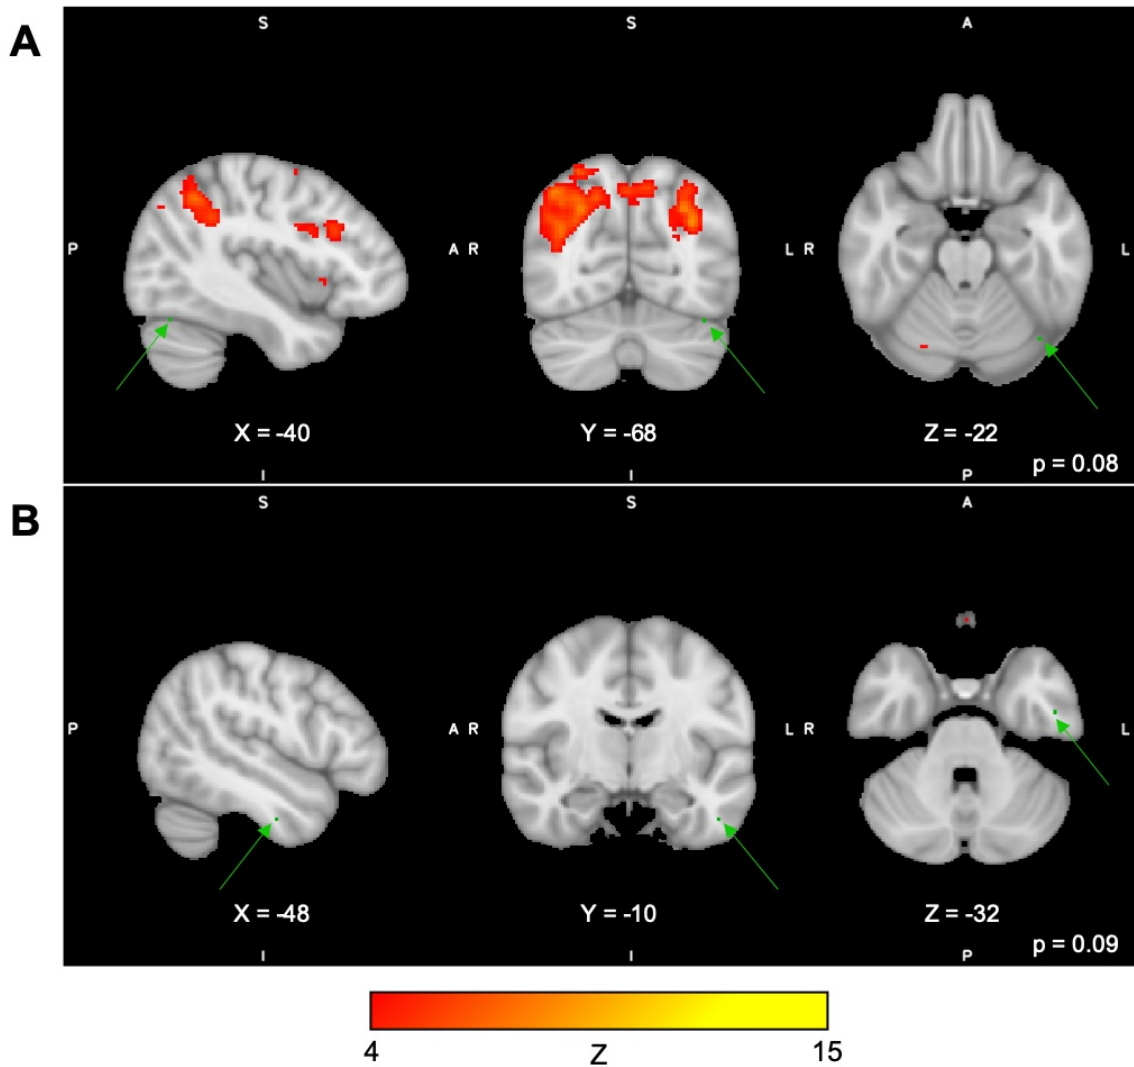 A
S S A
P A R L R L
X = -40 Y = -68 Z = -22
I I P
p = 0.08
B
S S A
P A R L R L
X = -48 Y = -10 Z = -32
I I P
p = 0.09
4 Z 15